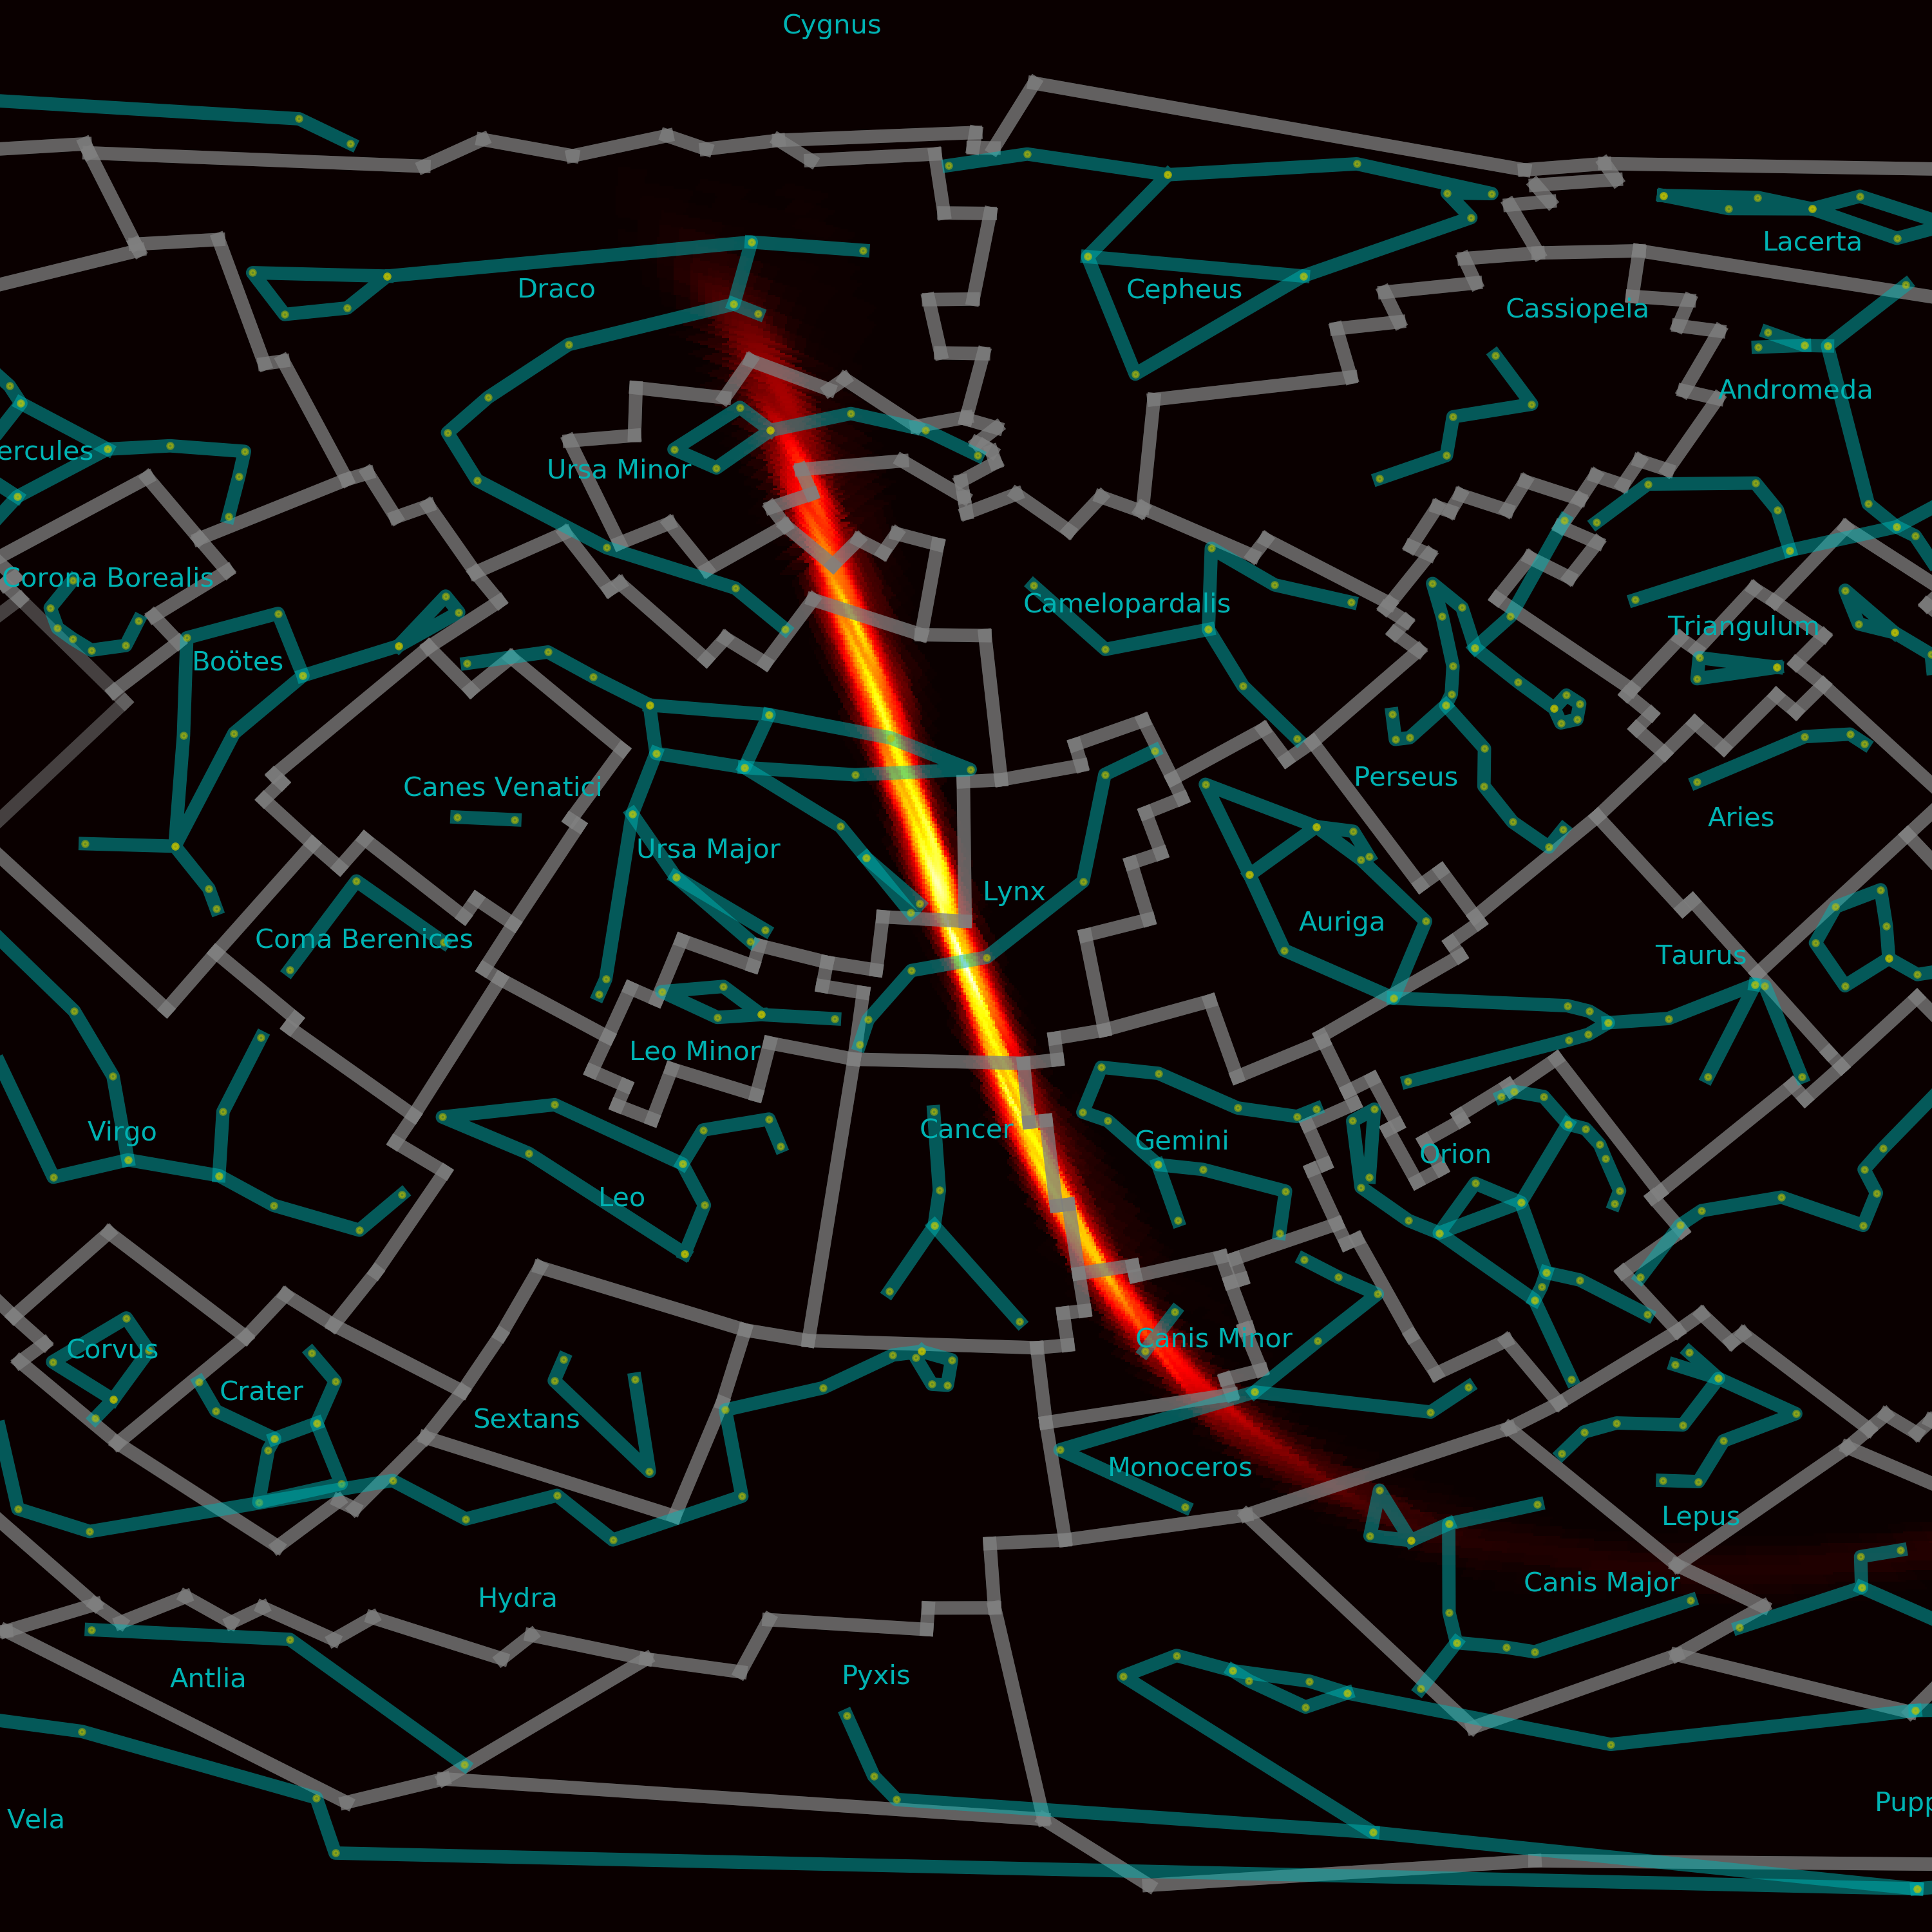 Cygnus
Lacerta
Draco
Cepheus
Cassiopeia
Andromeda
ercules
Ursa Minor
Corona Borealis
Camelopardalis
Triangulum
Boötes
Canes Venatici
Perseus
Aries
Ursa Major
Lynx
Auriga
Coma Berenices
Taurus
Leo Minor
Virgo
Cancer
Gemini
Orion
Leo
Corvus
Canis Minor
Crater
Sextans
Monoceros
Lepus
Hydra
Canis Major
Antlia
Pyxis
Vela
Pupp